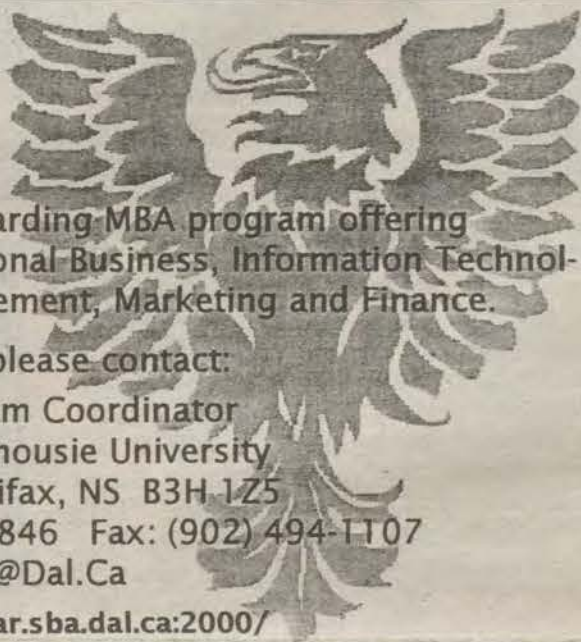 arding MBA program offering
onal Business, Information Technol-
ement, Marketing and Finance.
please contact:
m Coordinator
housie University
ifax, NS B3H 1Z5
846 Fax: (902) 494-1107
@Dal.Ca
ar.sba.dal.ca:2000/